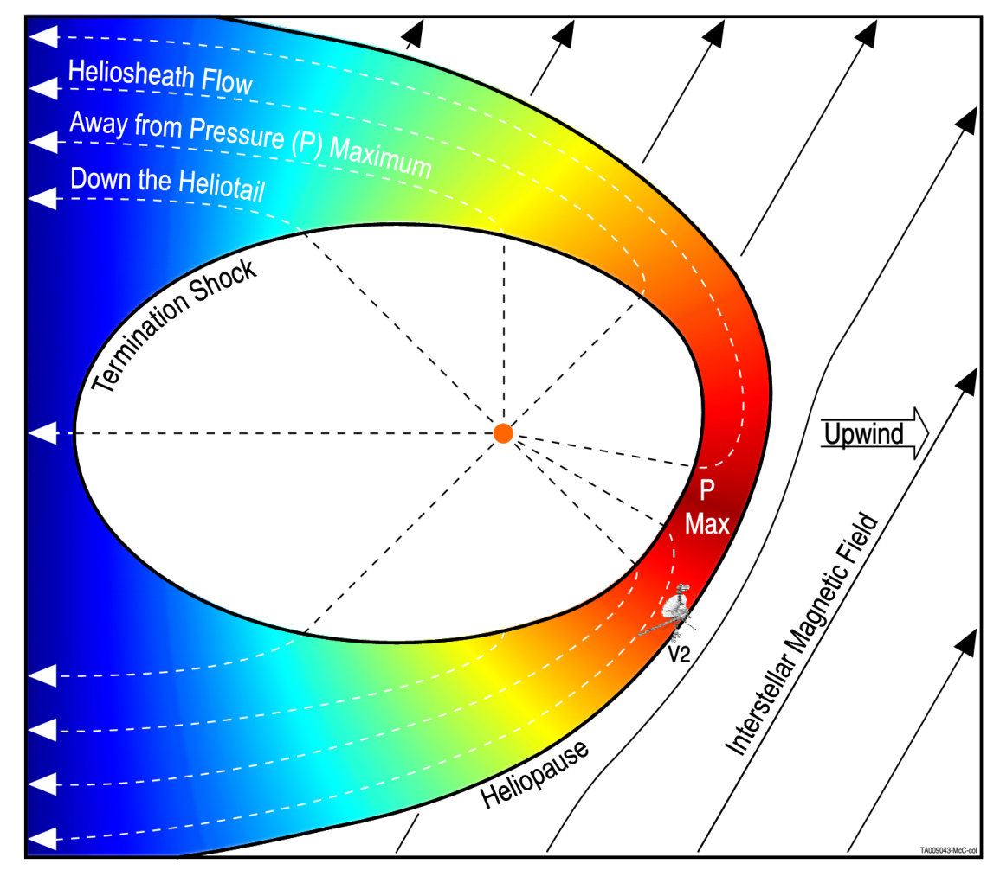 Heliosheath Flow
Away from Pressure (P) Maximum
Down the Heliotail
Termination Shock
Upwind
P
Max
Interstellar Magnetic Field
V2
Heliopause
TA009043-McC-col